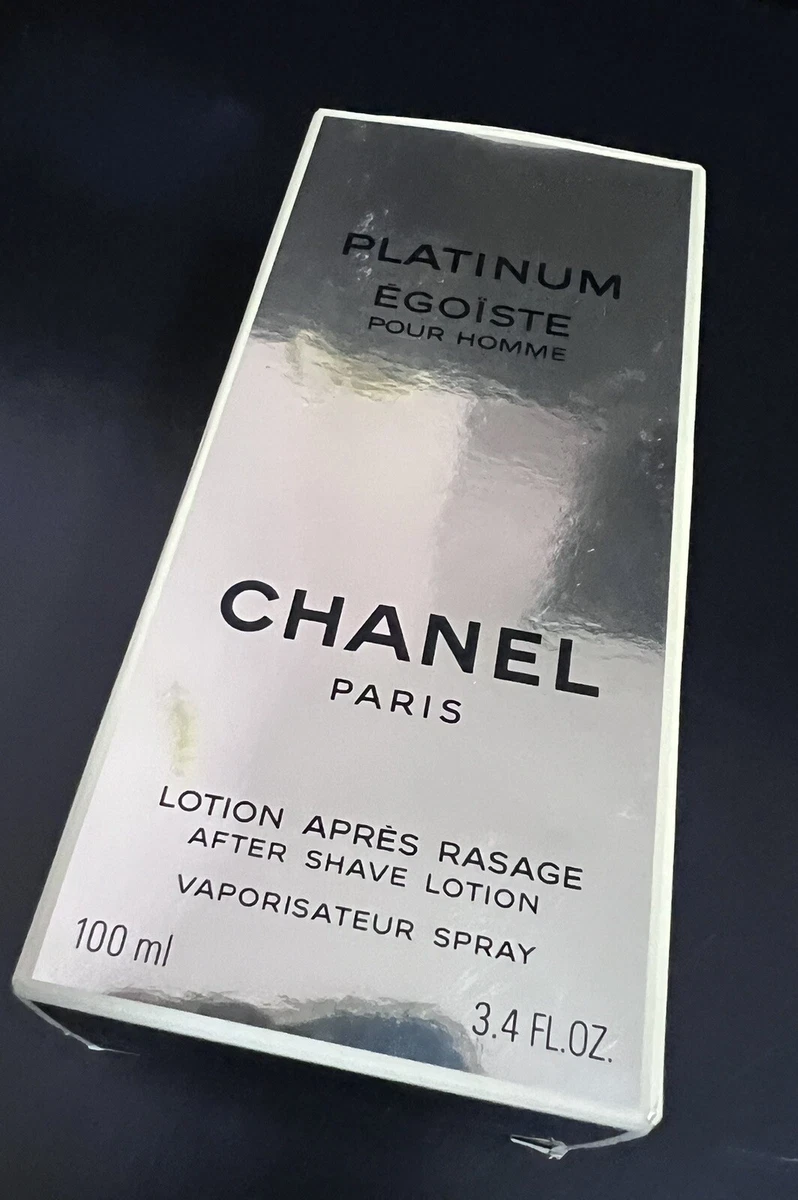 PLATINUM
ÉGOÏSTE
POUR HOMME
CHANEL
PARIS
LOTION APRÈS RASAGE
AFTER SHAVE LOTION
VAPORISATEUR SPRAY
100 ml
3.4 FL.OZ.